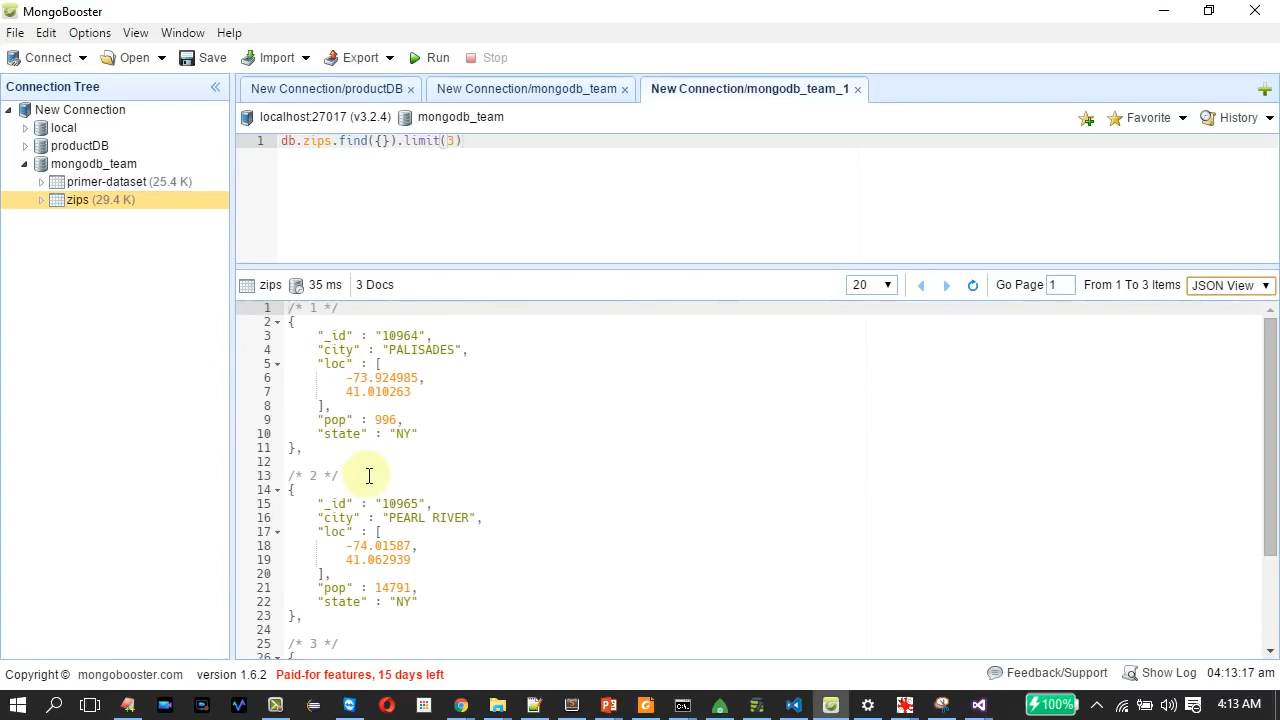 MongoBooster
File Edit Options View Window Help
Connect Open Save Import Export Run Stop
Connection Tree
New Connection/productDB × New Connection/mongodb_team × New Connection/mongodb_team_1 ×
New Connection
local
productDB
mongodb_team
primer-dataset (25.4 K)
zips (29.4 K)
localhost:27017 (v3.2.4) mongodb_team Favorite History
1 db.zips.find({}).limit(3)
zips 35 ms 3 Docs 20 Go Page 1 From 1 To 3 Items JSON View
1 /* 1 */
2 {
3 "_id" : "10964",
4 "city" : "PALISADES",
5 "loc" : [
6 -73.924985,
7 41.010263
8 ],
9 "pop" : 996,
10 "state" : "NY"
11 },
12
13 /* 2 */
14 {
15 "_id" : "10965",
16 "city" : "PEARL RIVER",
17 "loc" : [
18 -74.01587,
19 41.062939
20 ],
21 "pop" : 14791,
22 "state" : "NY"
23 },
24
25 /* 3 */
26 {
Copyright © mongobooster.com version 1.6.2 Paid-for features, 15 days left Feedback/Support Show Log 04:13:17 am
100% 4:13 AM